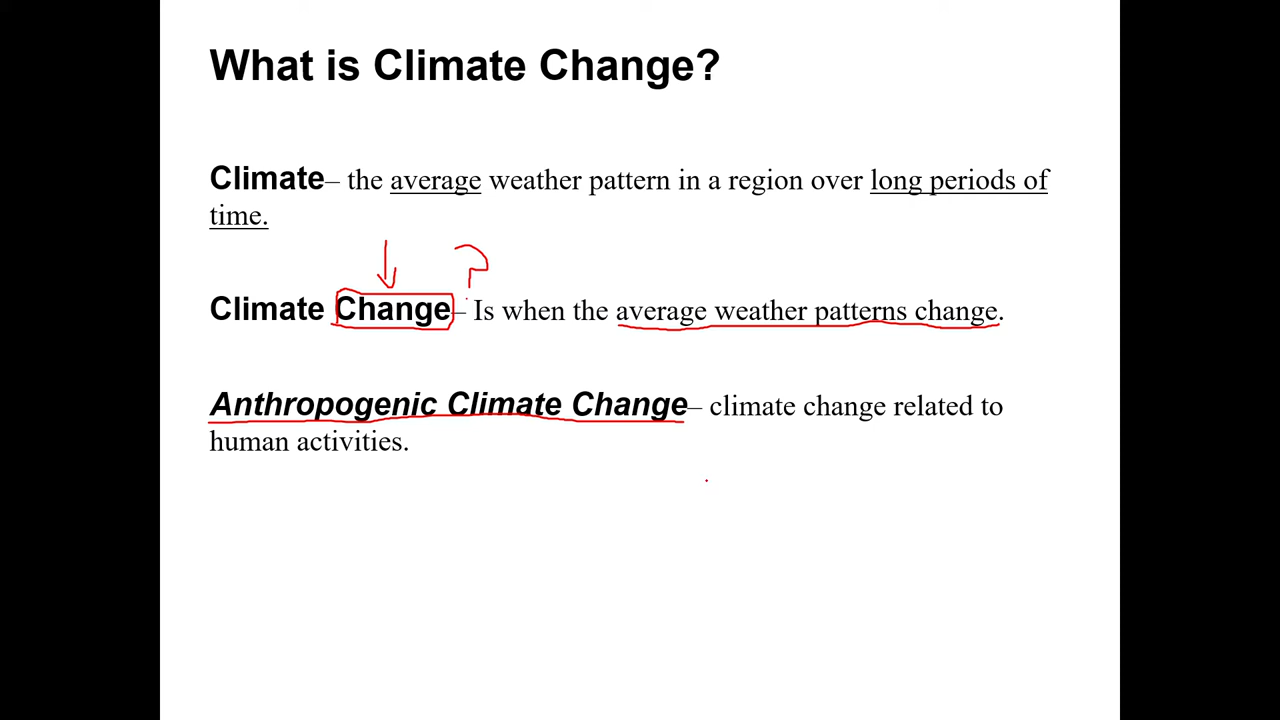 What is Climate Change?
Climate– the average weather pattern in a region over long periods of
time.
?
Climate Change– Is when the average weather patterns change.
Anthropogenic Climate Change– climate change related to
human activities.